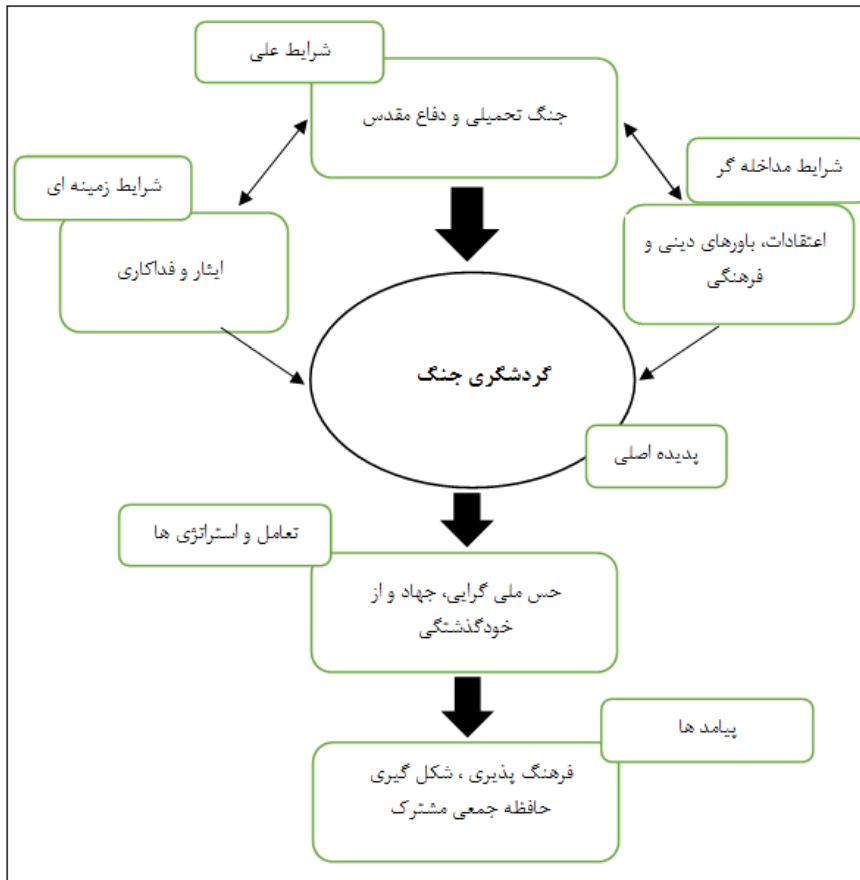 شرایط علی
جنگ تحمیلی و دفاع مقدس
شرایط مداخله گر
اعتقادات، باورهای دینی و
فرهنگی
شرایط زمینه ای
ایثار و فداکاری
گردشگری جنگ
پدیده اصلی
تعامل و استراتژی ها
حس ملی گرایی، جهاد و از
خودگذشتگی
پیامد ها
فرهنگ پذیری ، شکل گیری
حافظه جمعی مشترک